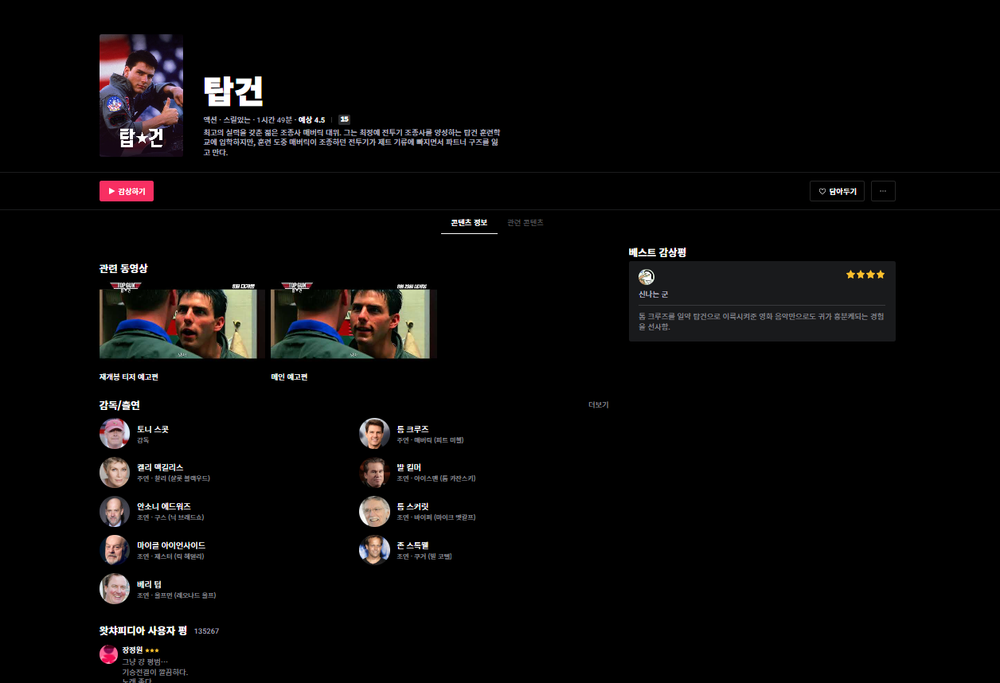 탑★건
탑건
액션 · 스릴있는 · 1시간 49분 · 예상 4.5 15
최고의 실력을 갖춘 젊은 조종사 매버릭 대위. 그는 최정예 전투기 조종사를 양성하는 탑건 훈련학
교에 입학하지만, 훈련 도중 매버릭이 조종하던 전투기가 제트 기류에 빠지면서 파트너 구즈를 잃
고 만다.
감상하기
담아두기
···
콘텐츠 정보
관련 콘텐츠
관련 동영상
TOP GUN
탑건
8월 대개봉
TOP GUN
탑건
8월 29일 대개봉
재개봉 티저 예고편
메인 예고편
베스트 감상평
신나는 군
톰 크루즈를 일약 탑건으로 이륙시켜준 영화 음악만으로도 귀가 흥분케되는 경험
을 선사함.
감독/출연
더보기
토니 스콧
감독
톰 크루즈
주연 · 매버릭 (피트 미첼)
켈리 맥길리스
주연 · 찰리 (샬롯 블랙우드)
발 킬머
조연 · 아이스맨 (톰 카잔스키)
안소니 에드워즈
조연 · 구스 (닉 브래드쇼)
톰 스커릿
조연 · 바이퍼 (마이크 멧칼프)
마이클 아이언사이드
조연 · 제스터 (릭 헤덜리)
존 스톡웰
조연 · 쿠거 (빌 코텔)
베리 텁
조연 · 울프먼 (레오나드 울프)
왓챠피디아 사용자 평 135267
장정원 ★★★
그냥 걍 평범…
기승전결이 깔끔하다.
노래 좋다